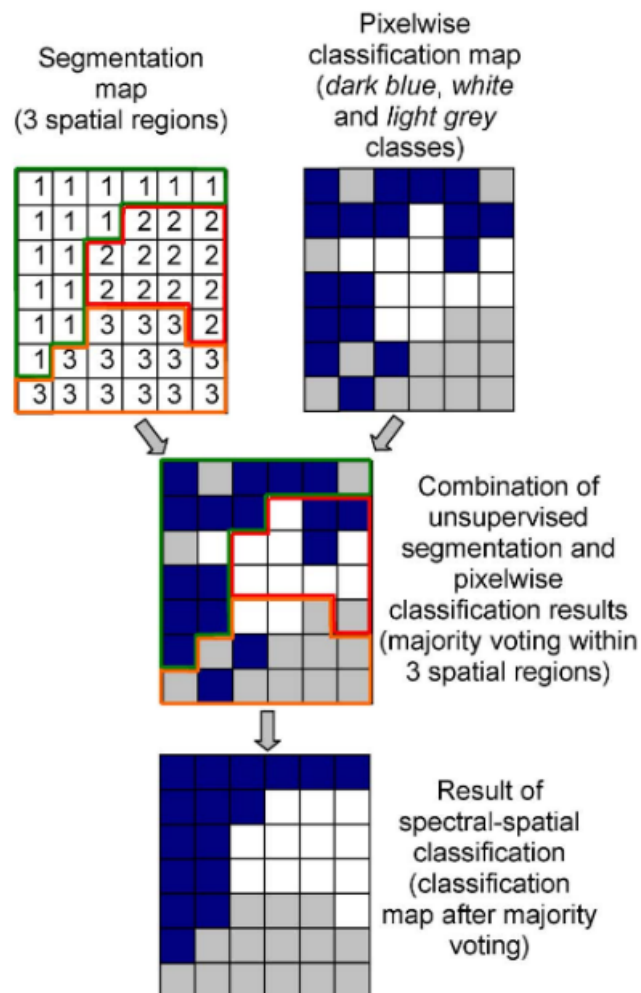 Segmentation
map
(3 spatial regions)
Pixelwise
classification map
(dark blue, white
and light grey
classes)
1 1 1 1 1 1
1 1 1 2 2 2
1 1 2 2 2 2
1 1 2 2 2 2
1 1 3 3 3 2
1 3 3 3 3 3
3 3 3 3 3 3
Combination of
unsupervised
segmentation and
pixelwise
classification results
(majority voting within
3 spatial regions)
Result of
spectral-spatial
classification
(classification
map after majority
voting)